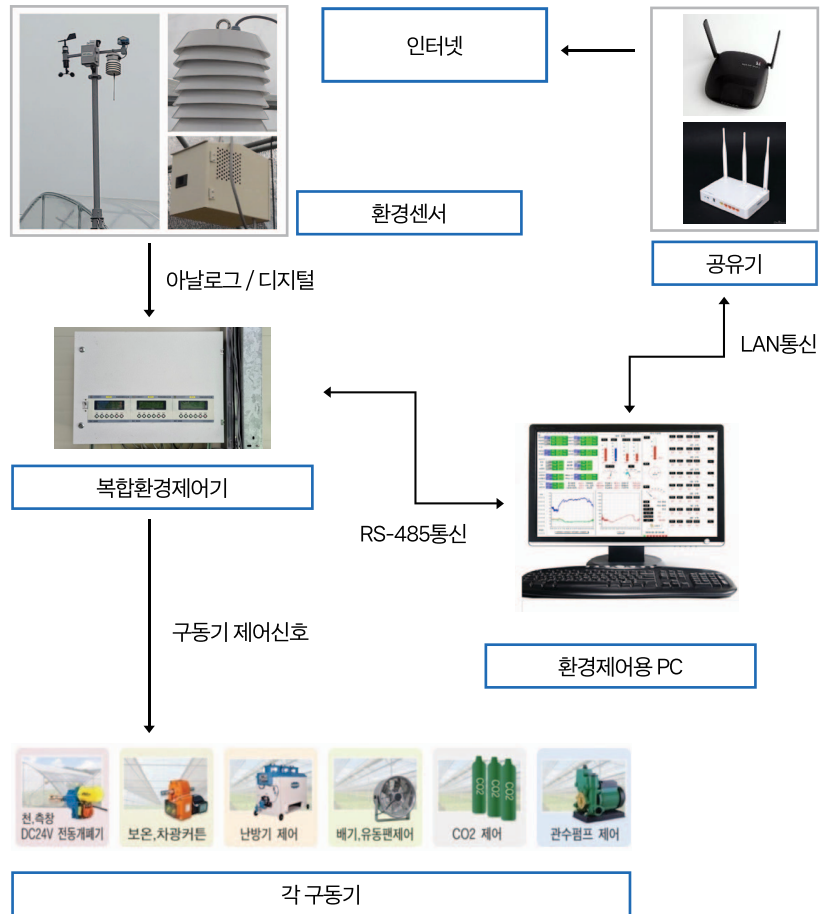 인터넷
환경센서
공유기
아날로그 / 디지털
LAN통신
복합환경제어기
RS-485통신
환경제어용 PC
구동기 제어신호
천,측창
DC24V 전동개폐기
보온,차광커튼
난방기 제어
배기,유동팬제어
CO2
CO2
CO2
CO2 제어
관수펌프 제어
각 구동기